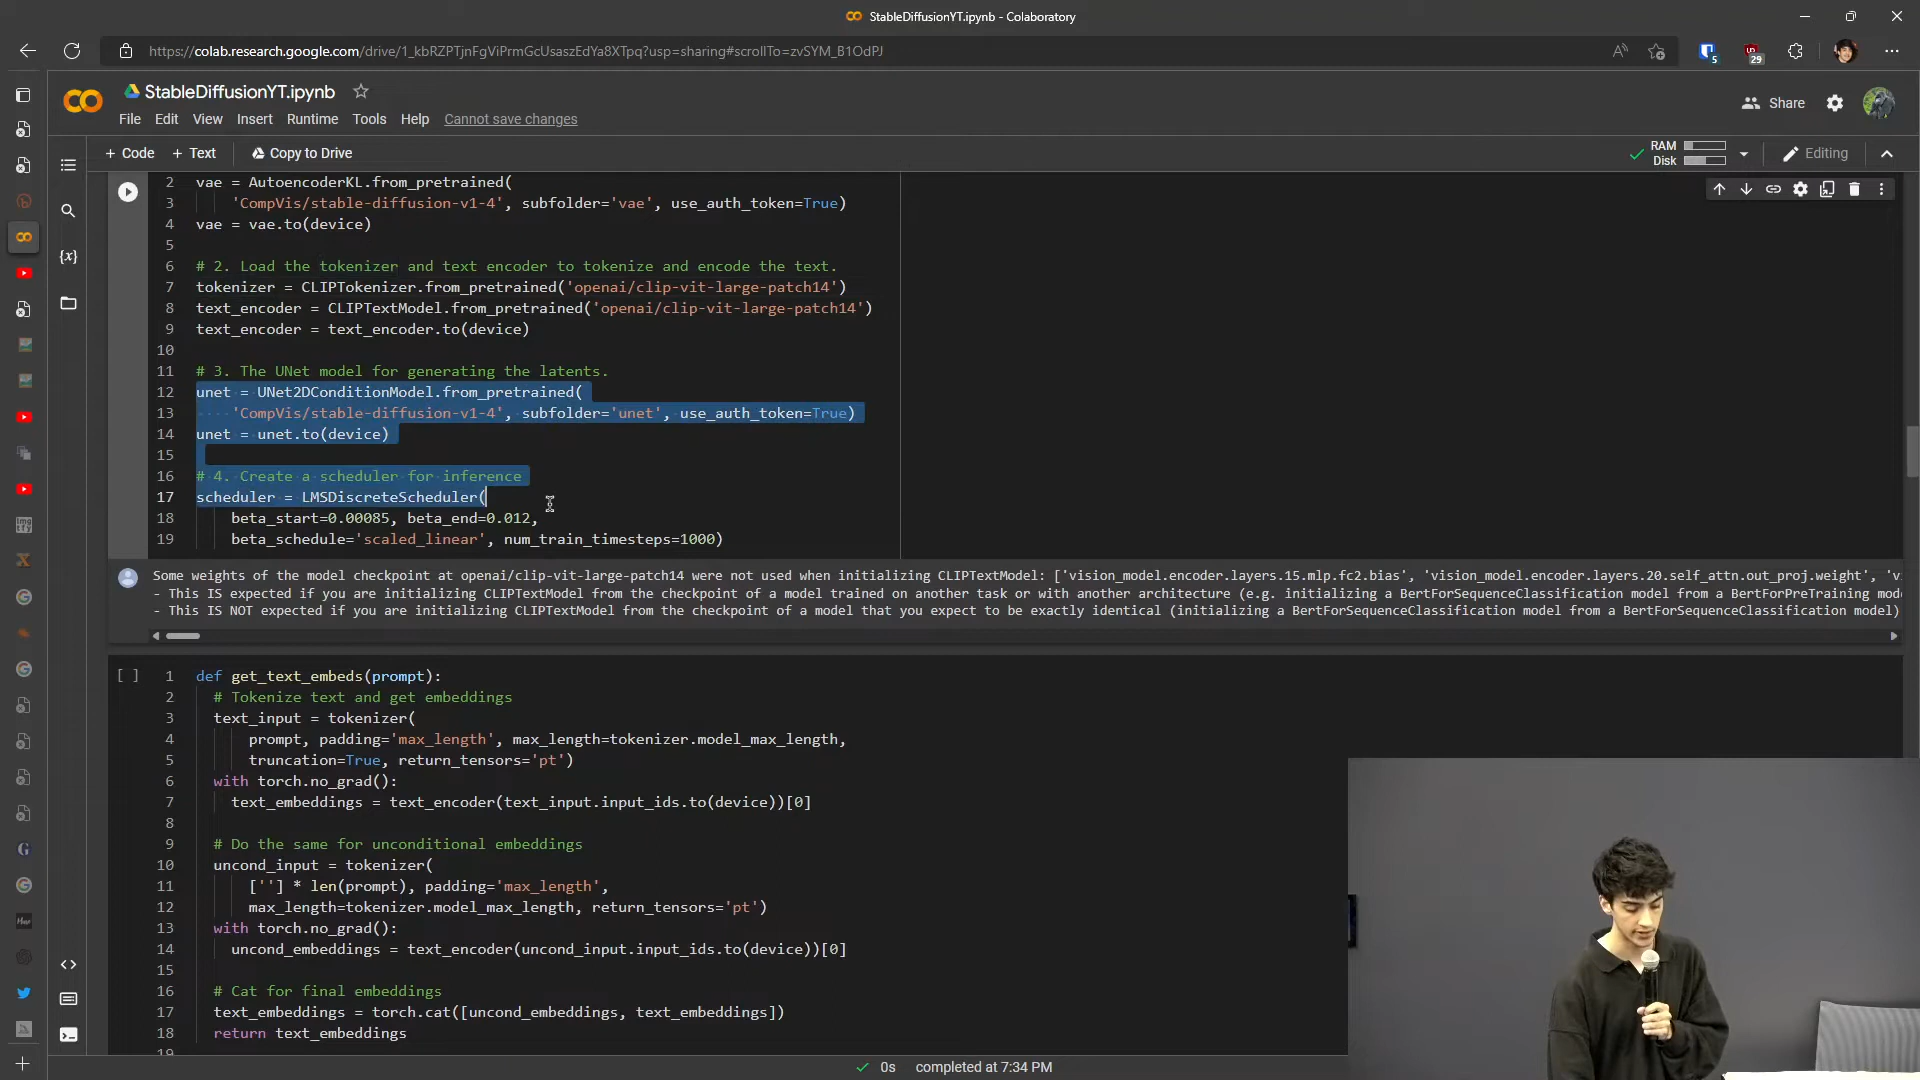 StableDiffusionYT.ipynb - Colaboratory
https://colab.research.google.com/drive/1_kbRZPTjnFgViPrmGcUsaszEdYa8XTpq?usp=sharing#scrollTo=zvSYM_B1OdPJ
5
29
StableDiffusionYT.ipynb
File Edit View Insert Runtime Tools Help Cannot save changes
Share
+ Code + Text Copy to Drive
RAM
Disk
Editing
2 vae = AutoencoderKL.from_pretrained(
3 'CompVis/stable-diffusion-v1-4', subfolder='vae', use_auth_token=True)
4 vae = vae.to(device)
5
6 # 2. Load the tokenizer and text encoder to tokenize and encode the text.
7 tokenizer = CLIPTokenizer.from_pretrained('openai/clip-vit-large-patch14')
8 text_encoder = CLIPTextModel.from_pretrained('openai/clip-vit-large-patch14')
9 text_encoder = text_encoder.to(device)
10
11 # 3. The UNet model for generating the latents.
12 unet = UNet2DConditionModel.from_pretrained(
13 'CompVis/stable-diffusion-v1-4', subfolder='unet', use_auth_token=True)
14 unet = unet.to(device)
15
16 # 4. Create a scheduler for inference
17 scheduler = LMSDiscreteScheduler(
18 beta_start=0.00085, beta_end=0.012,
19 beta_schedule='scaled_linear', num_train_timesteps=1000)
Some weights of the model checkpoint at openai/clip-vit-large-patch14 were not used when initializing CLIPTextModel: ['vision_model.encoder.layers.15.mlp.fc2.bias', 'vision_model.encoder.layers.20.self_attn.out_proj.weight', 'vi
- This IS expected if you are initializing CLIPTextModel from the checkpoint of a model trained on another task or with another architecture (e.g. initializing a BertForSequenceClassification model from a BertForPreTraining mode
- This IS NOT expected if you are initializing CLIPTextModel from the checkpoint of a model that you expect to be exactly identical (initializing a BertForSequenceClassification model from a BertForSequenceClassification model)
[ ] 1 def get_text_embeds(prompt):
2 # Tokenize text and get embeddings
3 text_input = tokenizer(
4 prompt, padding='max_length', max_length=tokenizer.model_max_length,
5 truncation=True, return_tensors='pt')
6 with torch.no_grad():
7 text_embeddings = text_encoder(text_input.input_ids.to(device))[0]
8
9 # Do the same for unconditional embeddings
10 uncond_input = tokenizer(
11 [''] * len(prompt), padding='max_length',
12 max_length=tokenizer.model_max_length, return_tensors='pt')
13 with torch.no_grad():
14 uncond_embeddings = text_encoder(uncond_input.input_ids.to(device))[0]
15
16 # Cat for final embeddings
17 text_embeddings = torch.cat([uncond_embeddings, text_embeddings])
18 return text_embeddings
19
0s completed at 7:34 PM